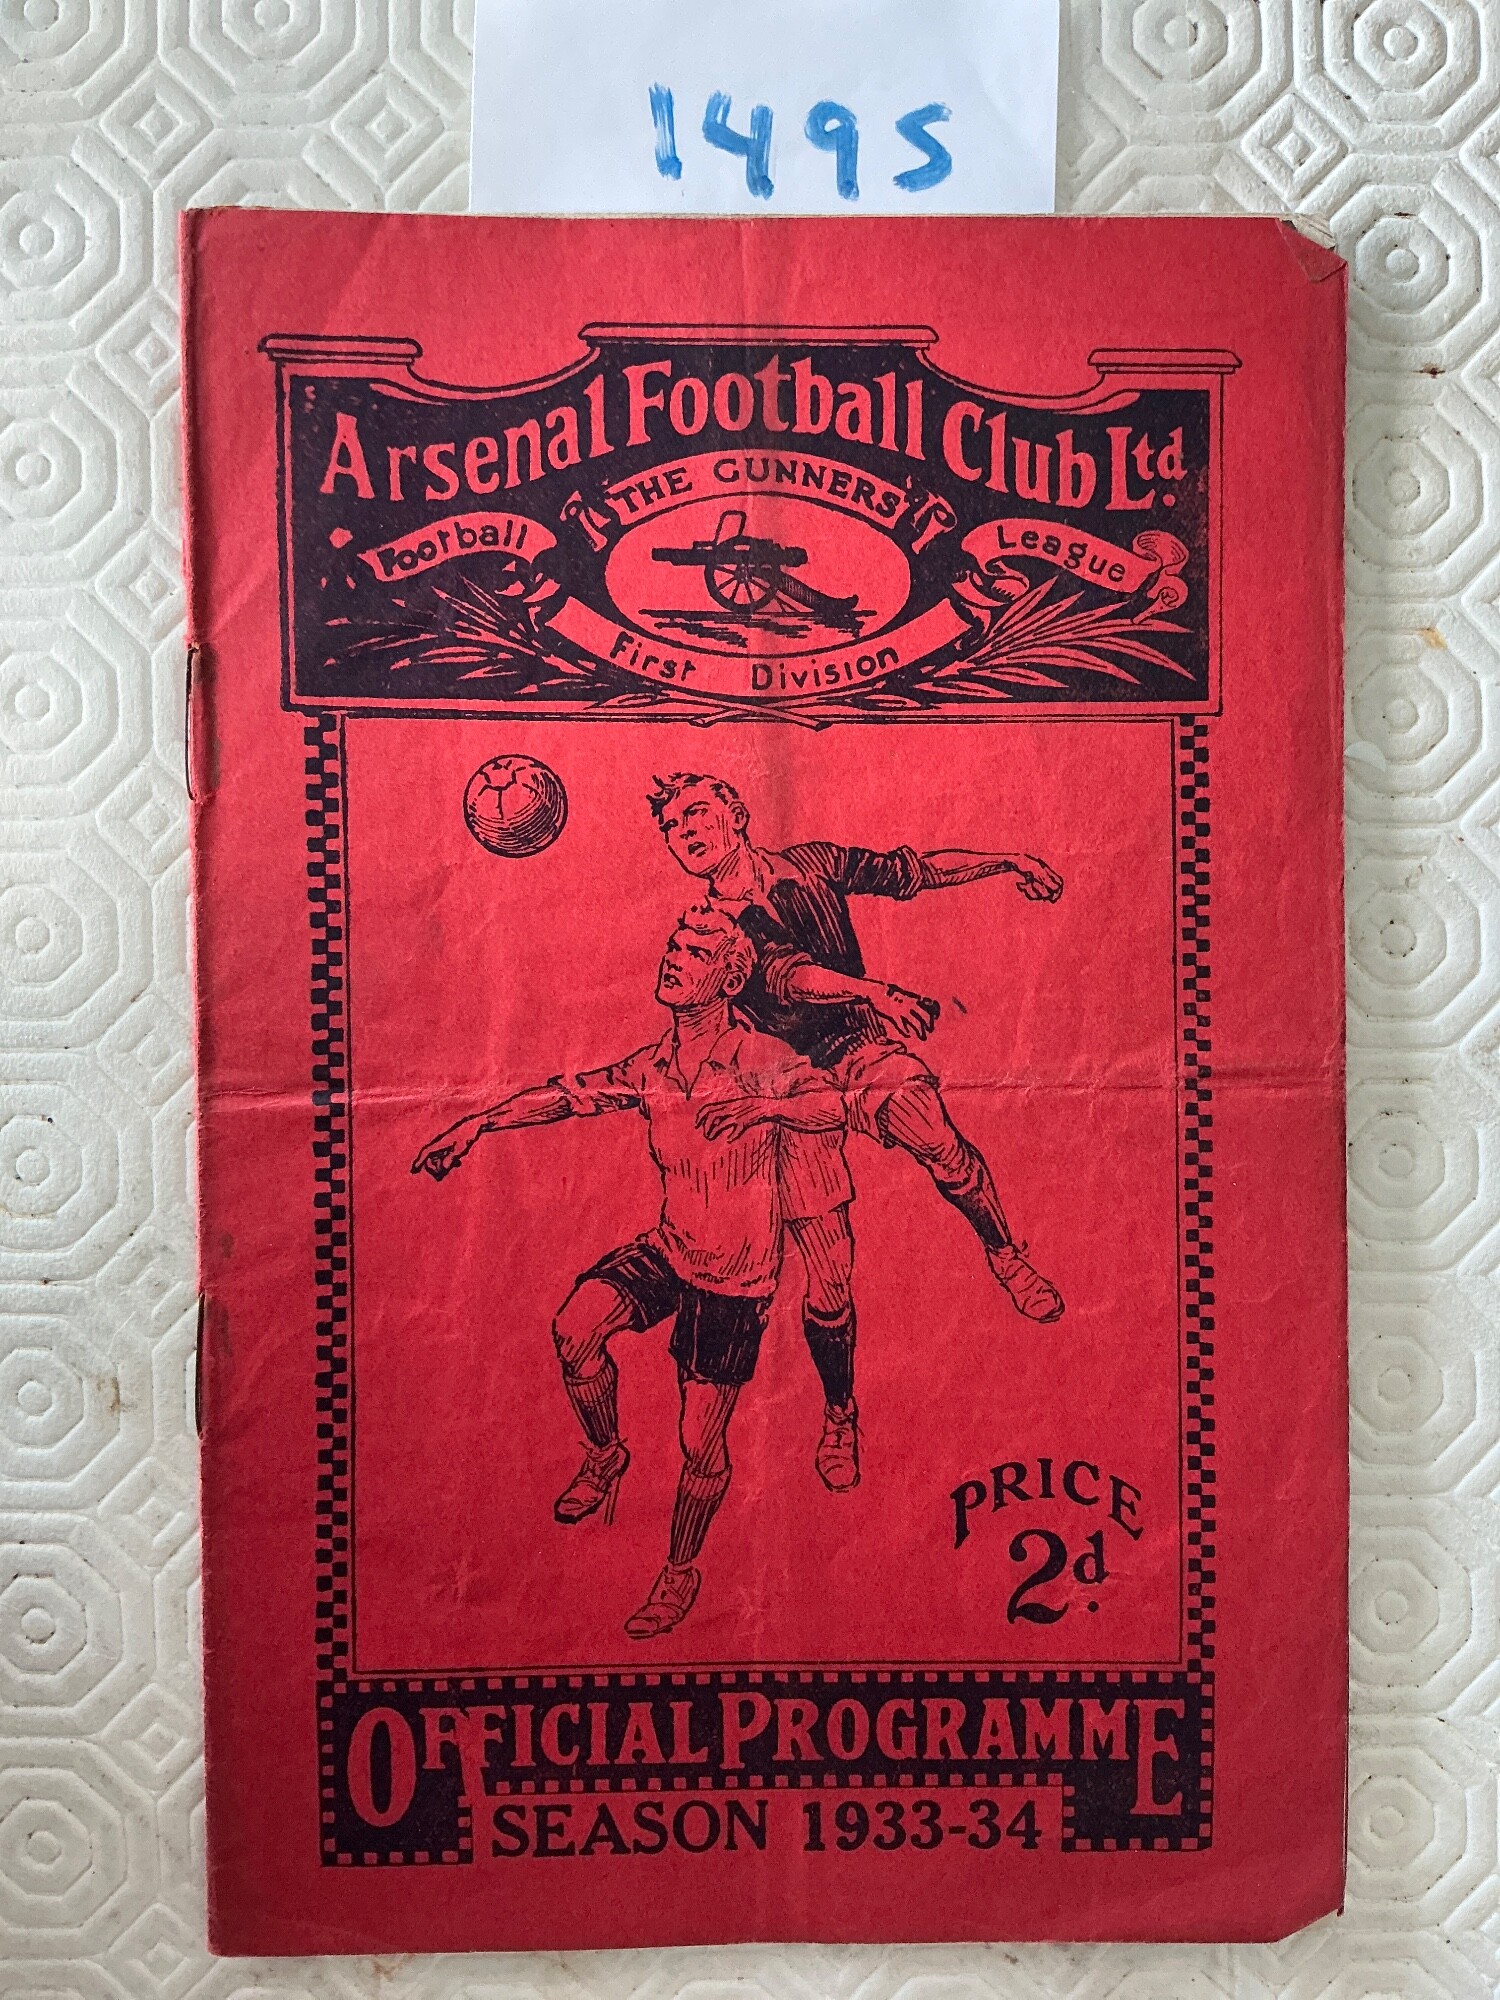 1495
Arsenal Football Club Ltd.
THE GUNNERS
Football League
First Division
PRICE
2d.
OFFICIAL PROGRAMME
SEASON 1933-34